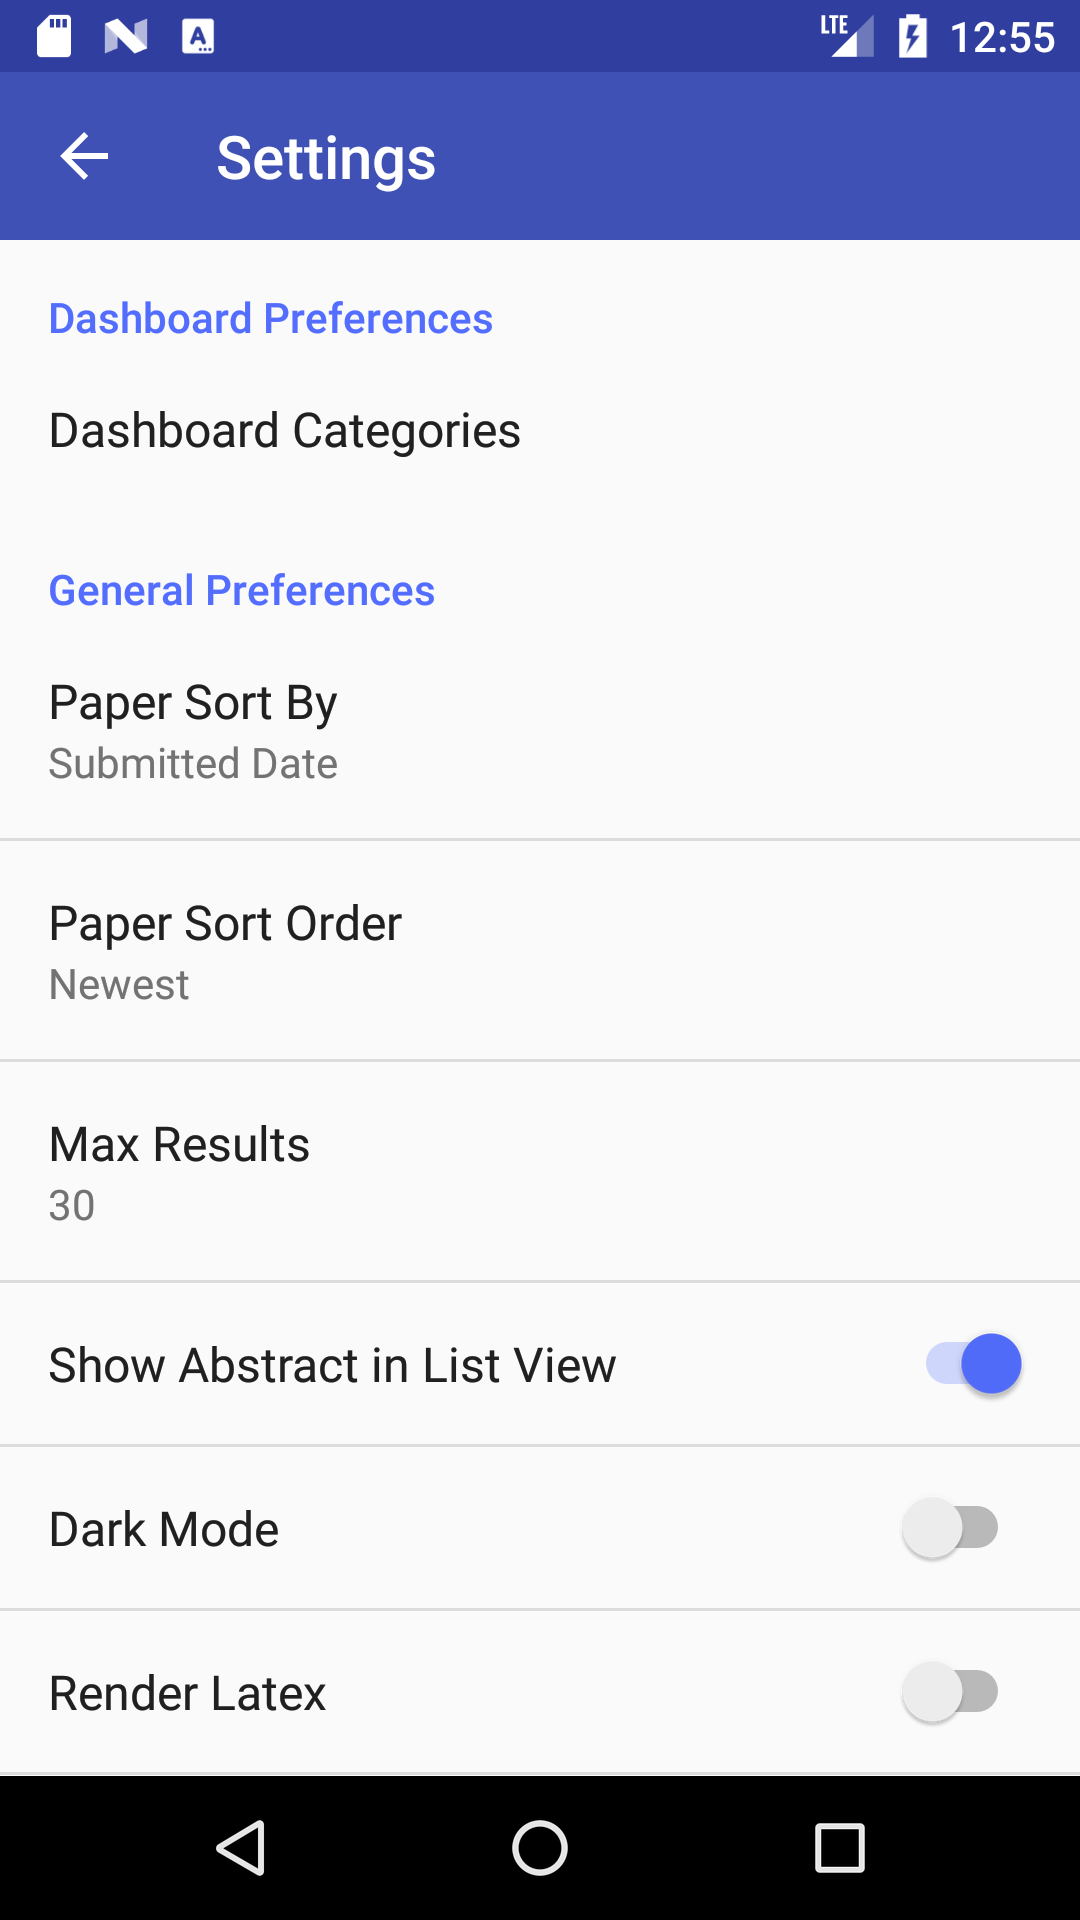 LTE 12:55
Settings
Dashboard Preferences
Dashboard Categories
General Preferences
Paper Sort By
Submitted Date
Paper Sort Order
Newest
Max Results
30
Show Abstract in List View
Dark Mode
Render Latex